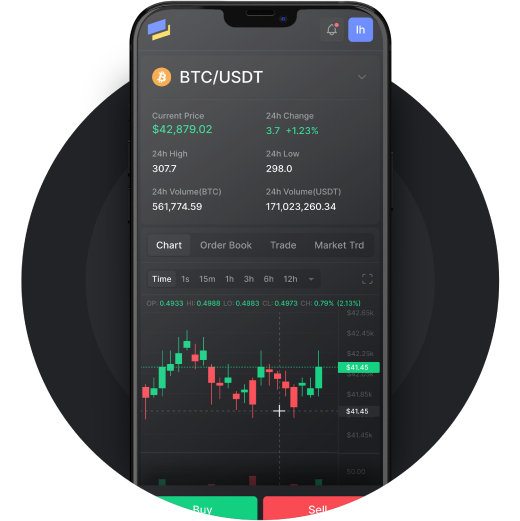 lh
BTC/USDT
Current Price 24h Change
$42,879.02 3.7 +1.23%
24h High 24h Low
307.7 298.0
24h Volume(BTC) 24h Volume(USDT)
561,774.59 171,023,260.34
Chart Order Book Trade Market Trd
Time 1s 15m 1h 3h 6h 12h
OP: 0.4933 HI: 0.4988 LO: 0.4883 CL: 0.4973 CH: 0.79% (2.13%)
$42.65k
$42.45k
$42.25k
$41.45
$41.85k
$41.45
$41.45k
50.00
Buy Sell